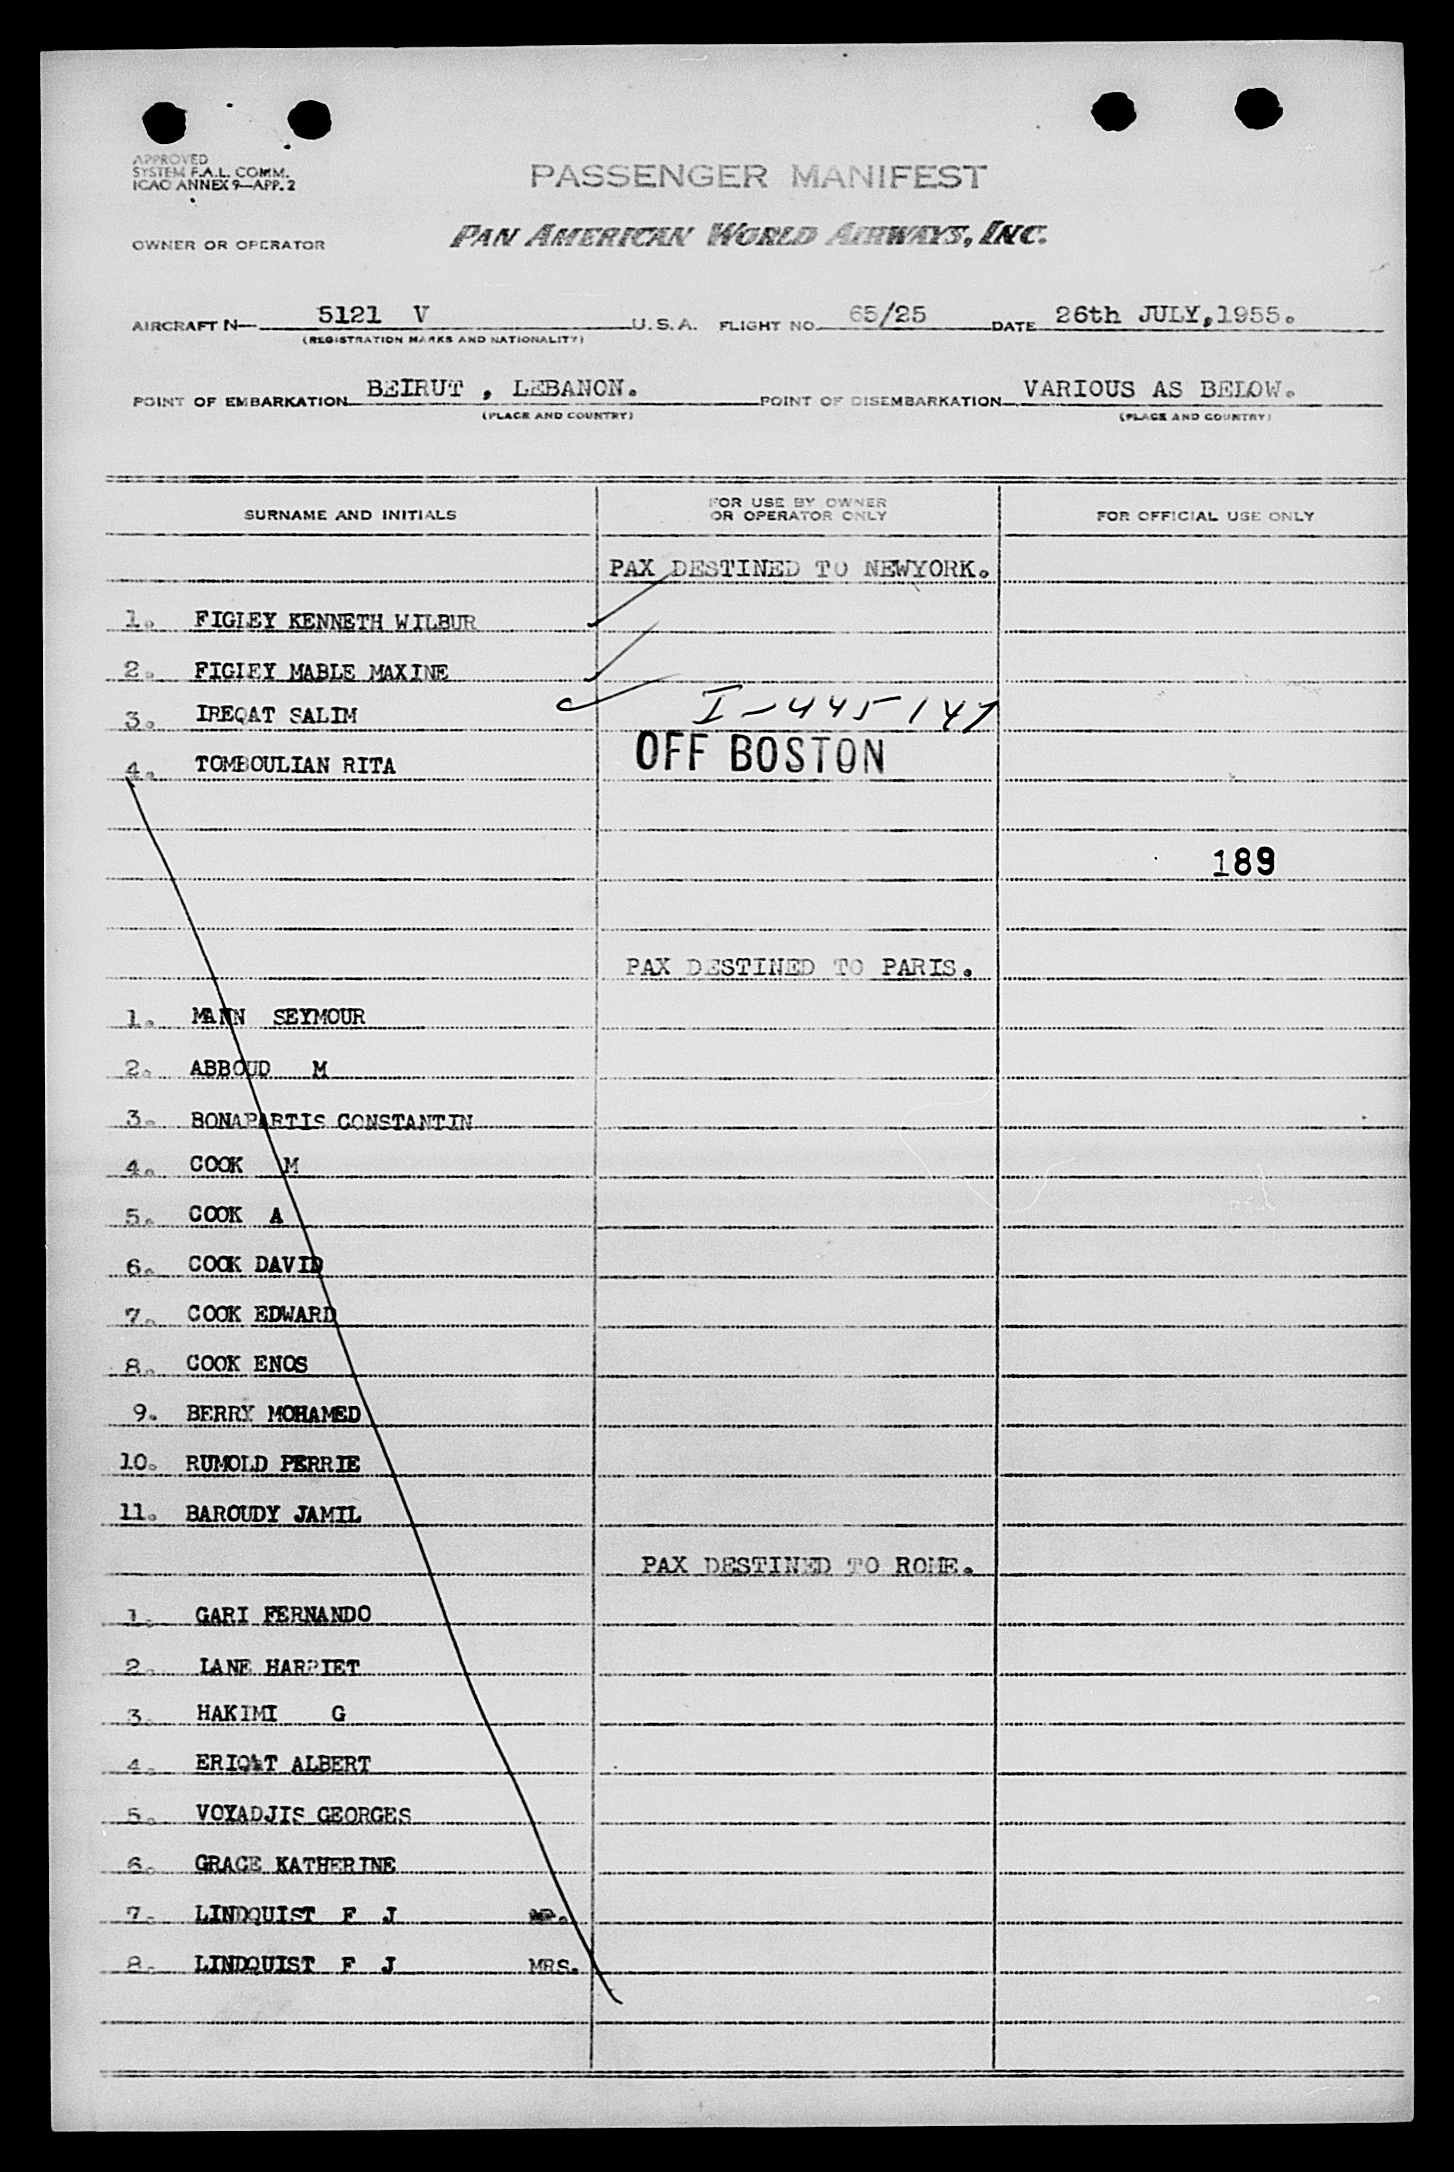 APPROVED
SYSTEM F.A.L. COMM.
ICAO ANNEX 9—APP. 2
PASSENGER MANIFEST
OWNER OR OPERATOR PAN AMERICAN WORLD AIRWAYS, INC.
AIRCRAFT N— 5121 V U.S.A. FLIGHT NO. 65/25 DATE 26th JULY,1955.
(REGISTRATION MARKS AND NATIONALITY)
POINT OF EMBARKATION BEIRUT , LEBANON. POINT OF DISEMBARKATION VARIOUS AS BELOW.
(PLACE AND COUNTRY) (PLACE AND COUNTRY)
SURNAME AND INITIALS FOR USE BY OWNER OR OPERATOR ONLY FOR OFFICIAL USE ONLY
PAX DESTINED TO NEWYORK.
1. FIGLEY KENNETH WILBUR
2. FIGLEY MABLE MAXINE
3. IREQAT SALIM I-445147
4. TOMBOULIAN RITA OFF BOSTON
189
PAX DESTINED TO PARIS.
1. MANN SEYMOUR
2. ABBOUD M
3. BONAPARTIS CONSTANTIN
4. COOK M
5. COOK A
6. COOK DAVID
7. COOK EDWARD
8. COOK ENOS
9. BERRY MOHAMED
10. RUMOLD PERRIE
11. BAROUDY JAMIL
PAX DESTINED TO ROME.
1. GARI FERNANDO
2. LANE HARRIET
3. HAKIMI G
4. ERIQAT ALBERT
5. VOYADJIS GEORGES
6. GRACE KATHERINE
7. LINDQUIST F J
8. LINDQUIST F J MRS.